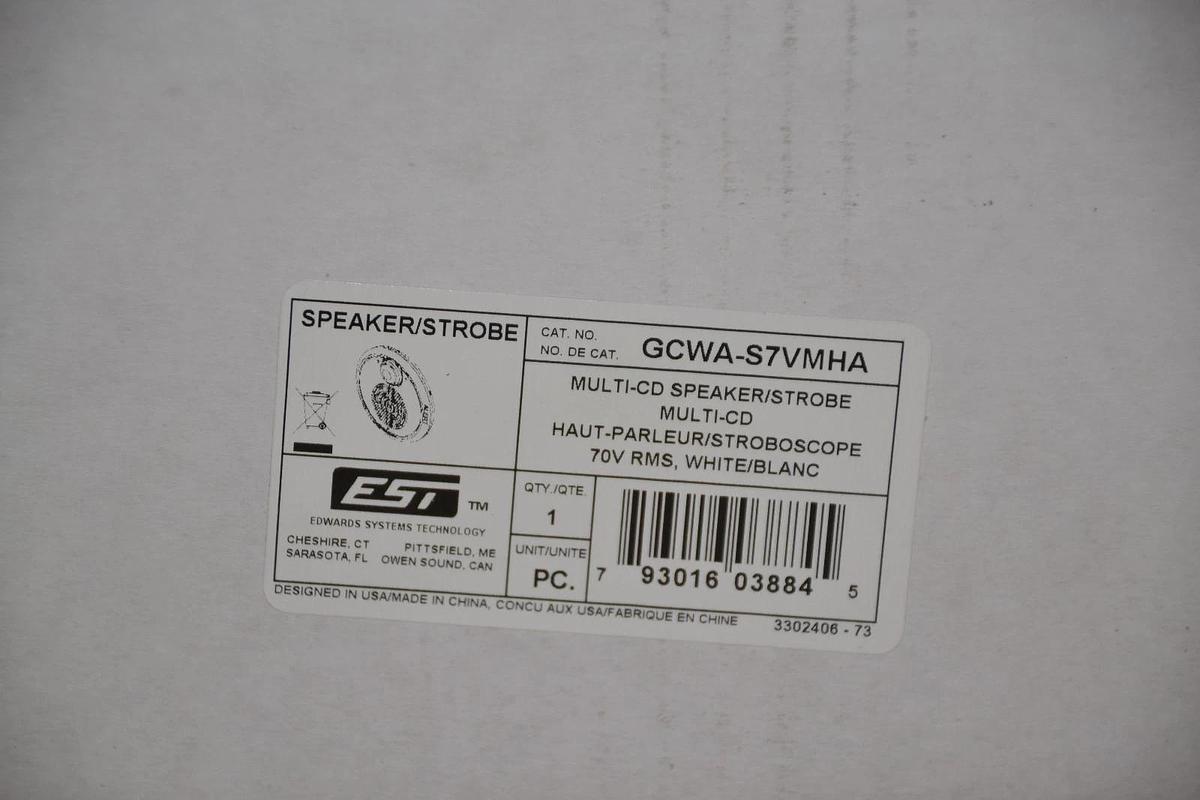 SPEAKER/STROBE
CAT. NO.
NO. DE CAT.
GCWA-S7VMHA
MULTI-CD SPEAKER/STROBE
MULTI-CD
HAUT-PARLEUR/STROBOSCOPE
70V RMS, WHITE/BLANC
EST TM
EDWARDS SYSTEMS TECHNOLOGY
CHESHIRE, CT PITTSFIELD, ME
SARASOTA, FL OWEN SOUND, CAN
QTY./QTE.
1
UNIT/UNITE
PC.
7 93016 03884 5
DESIGNED IN USA/MADE IN CHINA, CONCU AUX USA/FABRIQUE EN CHINE
3302406 - 73